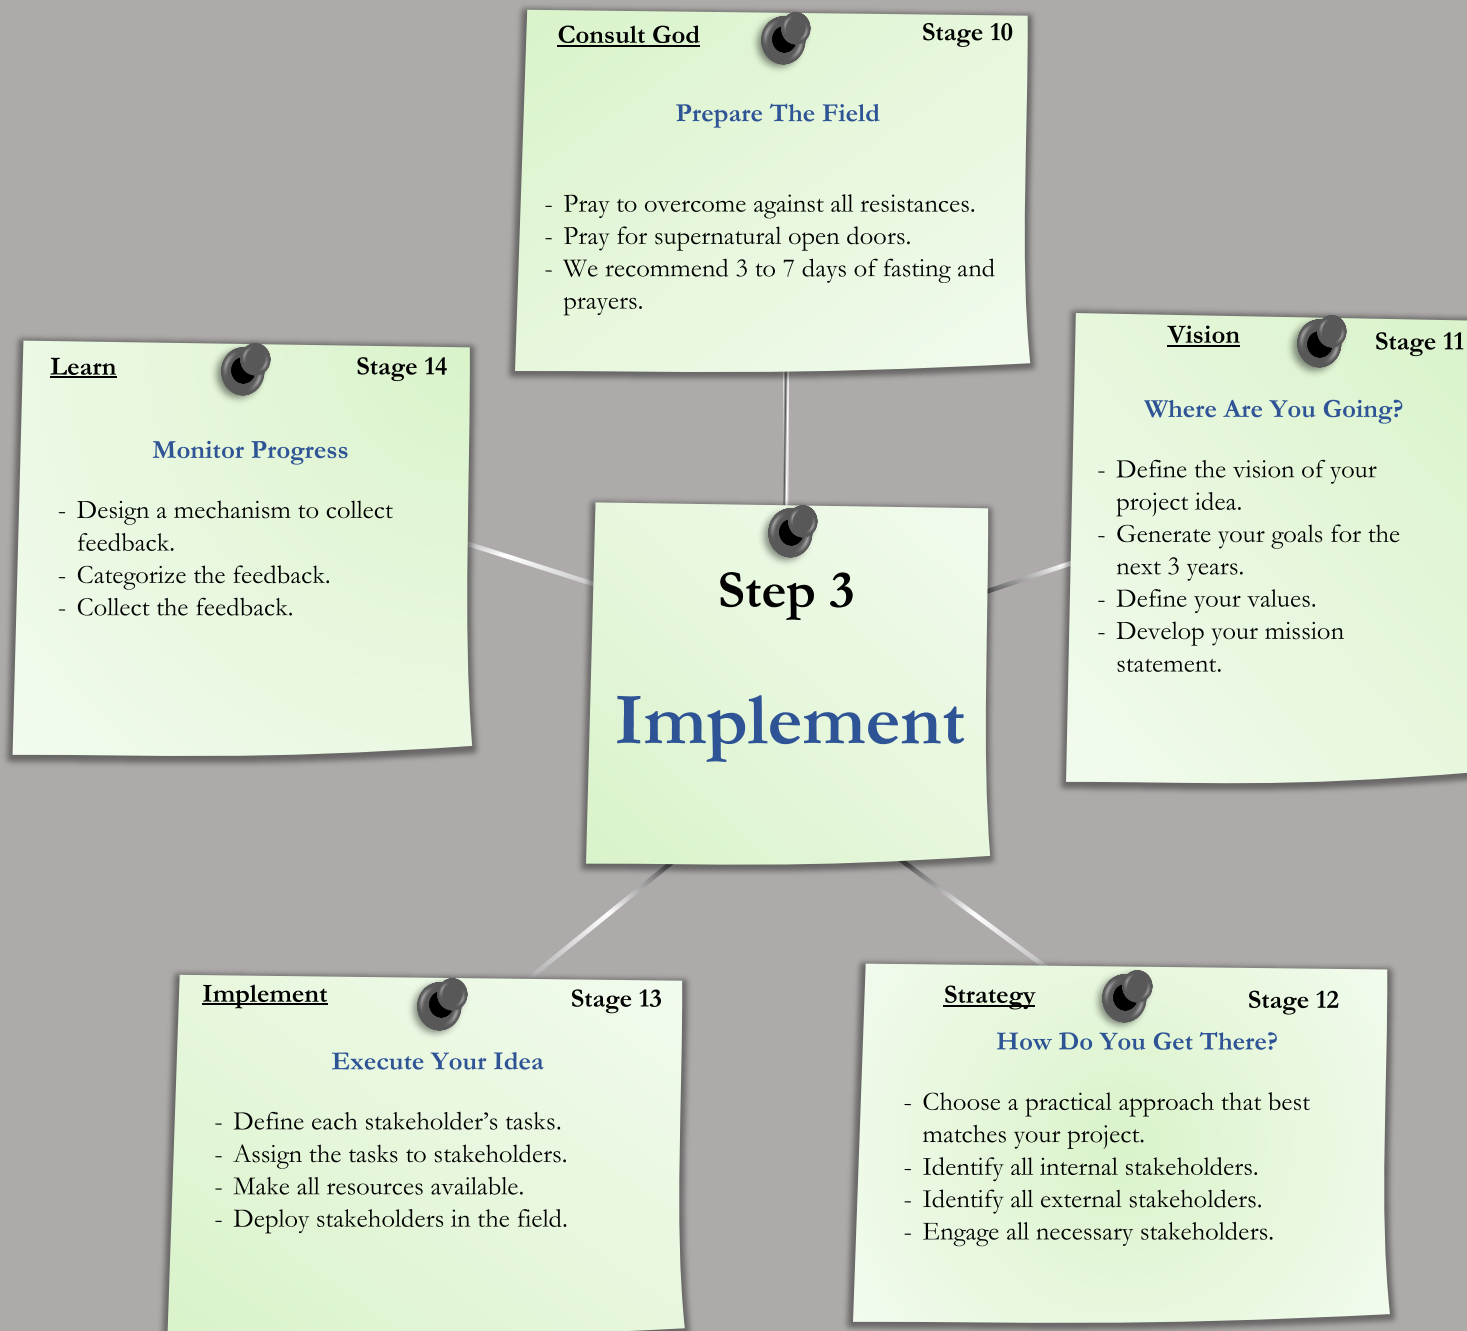 Consult God
Stage 10
Prepare The Field
- Pray to overcome against all resistances.
- Pray for supernatural open doors.
- We recommend 3 to 7 days of fasting and
prayers.
Vision
Stage 11
Where Are You Going?
- Define the vision of your
project idea.
- Generate your goals for the
next 3 years.
- Define your values.
- Develop your mission
statement.
Learn
Stage 14
Monitor Progress
- Design a mechanism to collect
feedback.
- Categorize the feedback.
- Collect the feedback.
Step 3
Implement
Implement
Stage 13
Execute Your Idea
- Define each stakeholder’s tasks.
- Assign the tasks to stakeholders.
- Make all resources available.
- Deploy stakeholders in the field.
Strategy
Stage 12
How Do You Get There?
- Choose a practical approach that best
matches your project.
- Identify all internal stakeholders.
- Identify all external stakeholders.
- Engage all necessary stakeholders.